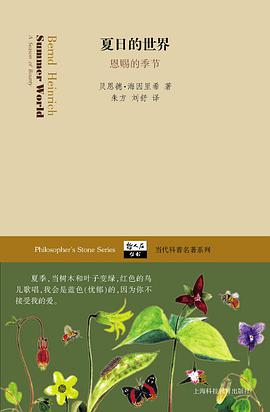 夏日的世界
恩赐的季节
贝恩德·海因里希 著
朱方 刘舒 译
Bernd Heinrich
Summer World
A Season of Bounty
Philosopher's Stone Series
哲人石
丛书
当代科普名著系列
夏季,当树木和叶子变绿,红色的鸟
儿歌唱,我会是蓝色(忧郁)的,因为你不
接受我的爱。
上海科技教育出版社